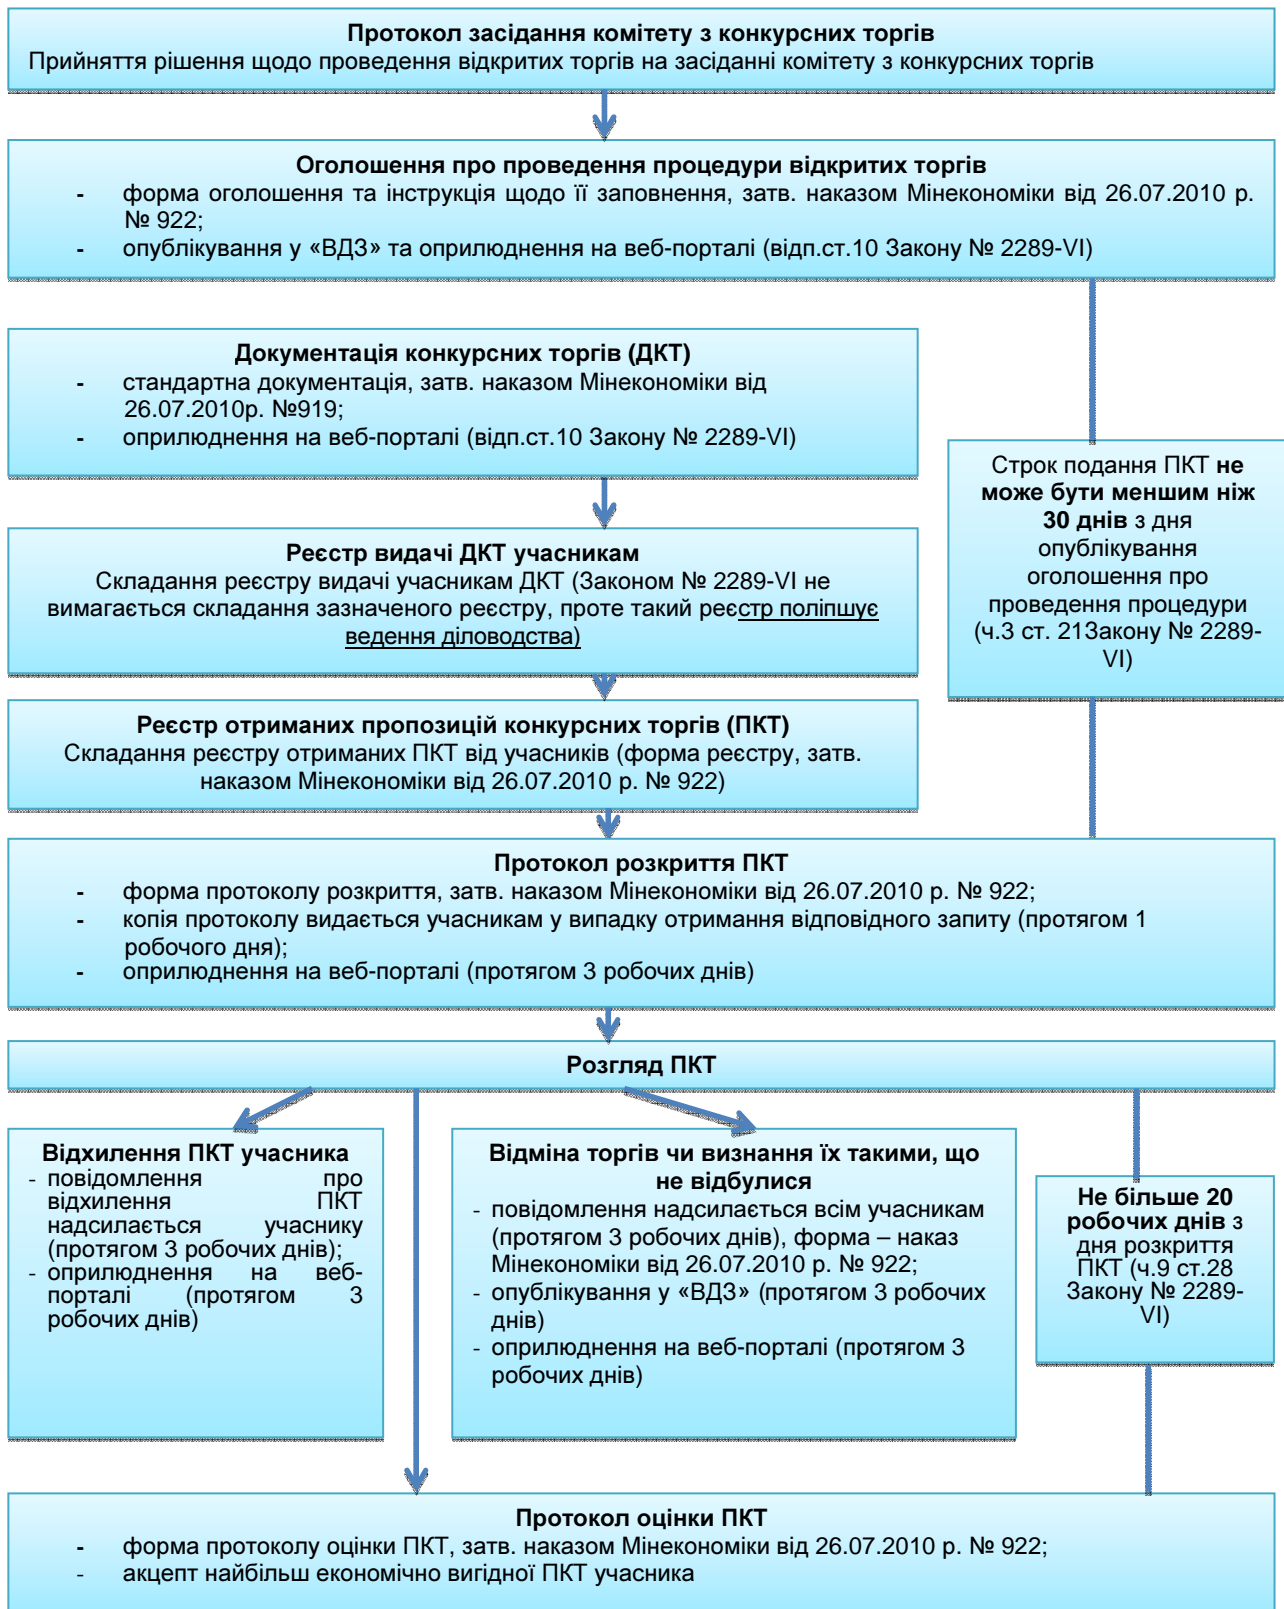 Протокол засідання комітету з конкурсних торгів
Прийняття рішення щодо проведення відкритих торгів на засіданні комітету з конкурсних торгів
Оголошення про проведення процедури відкритих торгів
- форма оголошення та інструкція щодо її заповнення, затв. наказом Мінекономіки від 26.07.2010 р.
№ 922;
- опублікування у «ВДЗ» та оприлюднення на веб-порталі (відп.ст.10 Закону № 2289-VI)
Документація конкурсних торгів (ДКТ)
- стандартна документація, затв. наказом Мінекономіки від
26.07.2010р. №919;
- оприлюднення на веб-порталі (відп.ст.10 Закону № 2289-VI)
Строк подання ПКТ не
може бути меншим ніж
30 днів з дня
опублікування
оголошення про
проведення процедури
(ч.3 ст. 21Закону № 2289-
VI)
Реєстр видачі ДКТ учасникам
Складання реєстру видачі учасникам ДКТ (Законом № 2289-VI не
вимагається складання зазначеного реєстру, проте такий реєстр поліпшує
ведення діловодства)
Реєстр отриманих пропозицій конкурсних торгів (ПКТ)
Складання реєстру отриманих ПКТ від учасників (форма реєстру, затв.
наказом Мінекономіки від 26.07.2010 р. № 922)
Протокол розкриття ПКТ
- форма протоколу розкриття, затв. наказом Мінекономіки від 26.07.2010 р. № 922;
- копія протоколу видається учасникам у випадку отримання відповідного запиту (протягом 1
робочого дня);
- оприлюднення на веб-порталі (протягом 3 робочих днів)
Розгляд ПКТ
Відхилення ПКТ учасника
- повідомлення про
відхилення ПКТ
надсилається учаснику
(протягом 3 робочих днів);
- оприлюднення на веб-
порталі (протягом 3
робочих днів)
Відміна торгів чи визнання їх такими, що
не відбулися
- повідомлення надсилається всім учасникам
(протягом 3 робочих днів), форма – наказ
Мінекономіки від 26.07.2010 р. № 922;
- опублікування у «ВДЗ» (протягом 3 робочих
днів)
- оприлюднення на веб-порталі (протягом 3
робочих днів)
Не більше 20
робочих днів з
дня розкриття
ПКТ (ч.9 ст.28
Закону № 2289-
VI)
Протокол оцінки ПКТ
- форма протоколу оцінки ПКТ, затв. наказом Мінекономіки від 26.07.2010 р. № 922;
- акцепт найбільш економічно вигідної ПКТ учасника